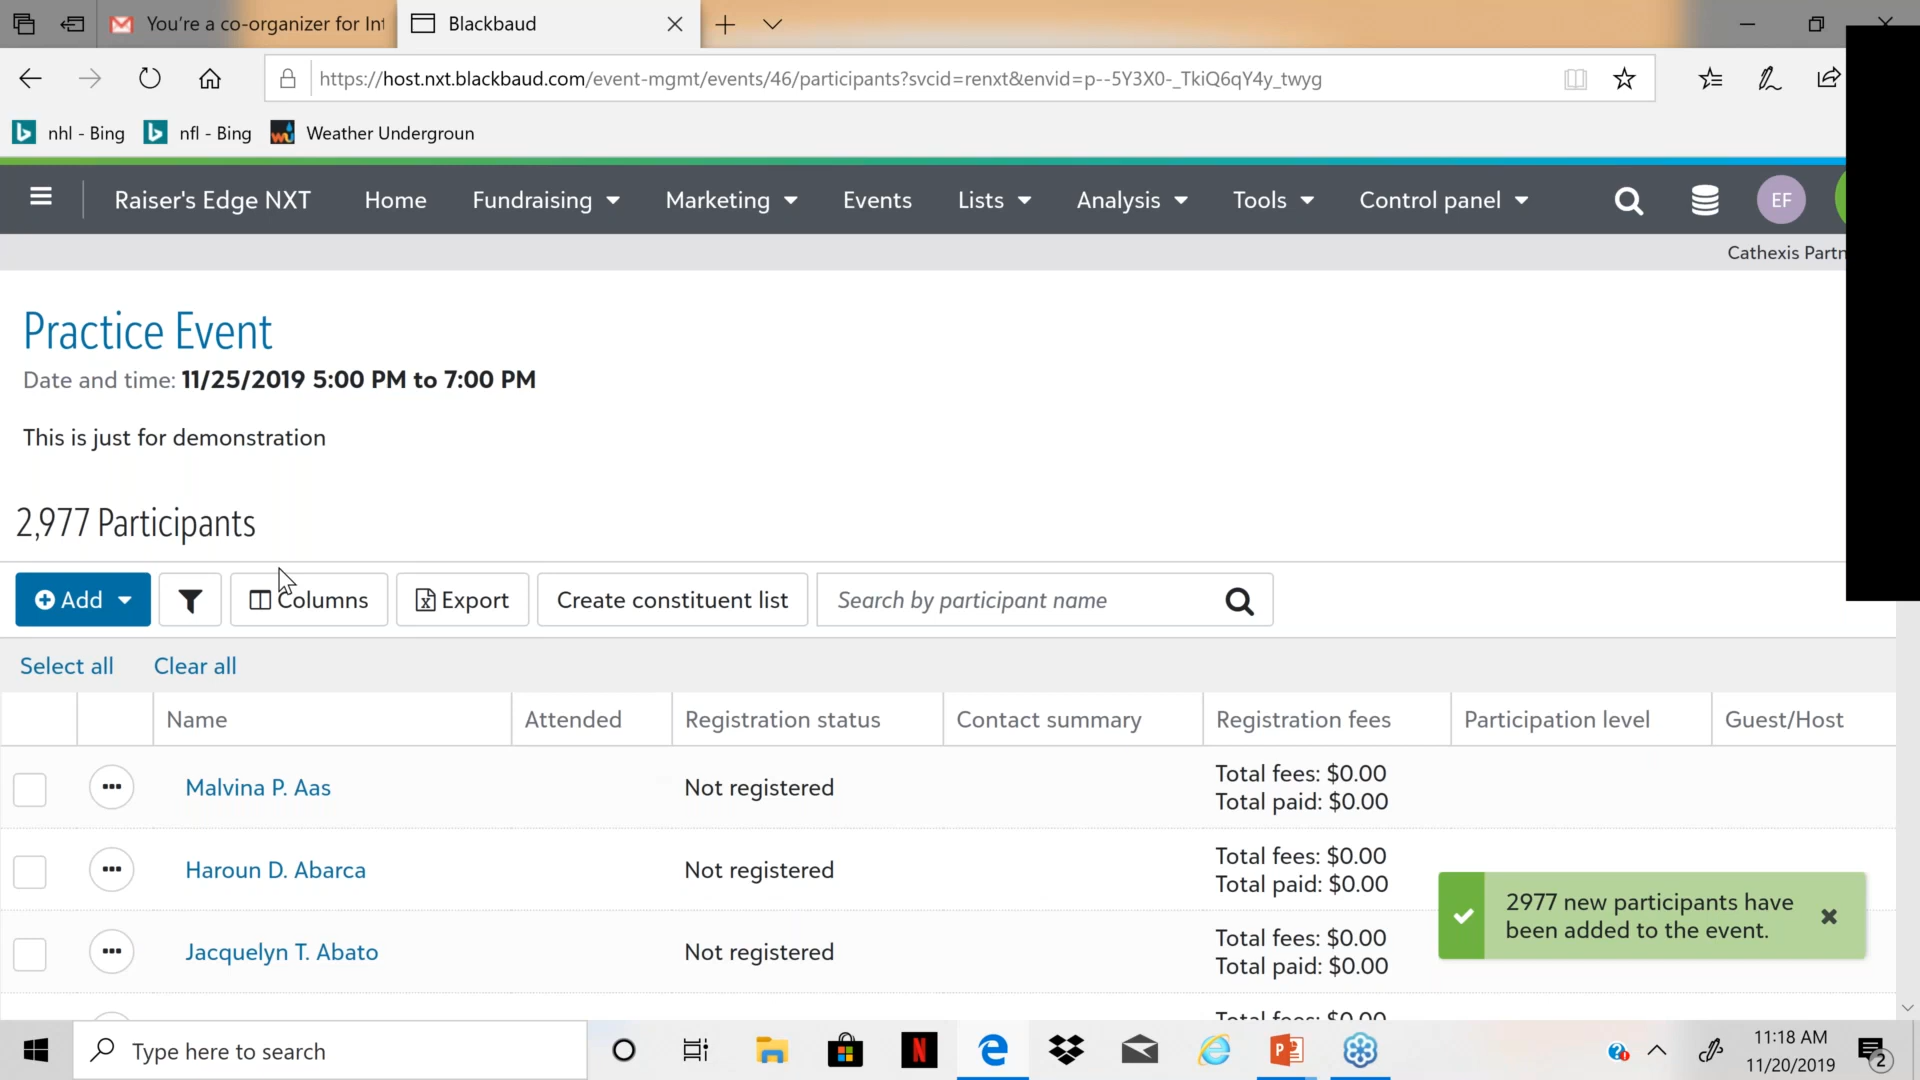 You're a co-organizer for Int
Blackbaud
https://host.nxt.blackbaud.com/event-mgmt/events/46/participants?svcid=renxt&envid=p--5Y3X0-_TkiQ6qY4y_twyg
nhl - Bing
nfl - Bing
Weather Undergroun
Raiser's Edge NXT
Home
Fundraising
Marketing
Events
Lists
Analysis
Tools
Control panel
EF
Cathexis Partn
Practice Event
Date and time: 11/25/2019 5:00 PM to 7:00 PM
This is just for demonstration
2,977 Participants
Add
Columns
Export
Create constituent list
Search by participant name
Select all
Clear all
Name
Attended
Registration status
Contact summary
Registration fees
Participation level
Guest/Host
Malvina P. Aas
Not registered
Total fees: $0.00
Total paid: $0.00
Haroun D. Abarca
Not registered
Total fees: $0.00
Total paid: $0.00
Jacquelyn T. Abato
Not registered
Total fees: $0.00
Total paid: $0.00
2977 new participants have
been added to the event.
Total fees: $0.00
Type here to search
11:18 AM
11/20/2019
2